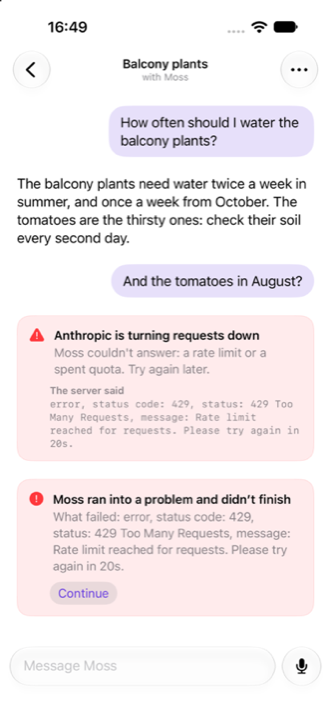 16:49
Balcony plants
with Moss
How often should I water the
balcony plants?
The balcony plants need water twice a week in
summer, and once a week from October. The
tomatoes are the thirsty ones: check their soil
every second day.
And the tomatoes in August?
Anthropic is turning requests down
Moss couldn't answer: a rate limit or a
spent quota. Try again later.
The server said
error, status code: 429, status: 429 Too
Many Requests, message: Rate limit
reached for requests. Please try again in
20s.
Moss ran into a problem and didn’t finish
What failed: error, status code: 429,
status: 429 Too Many Requests, message:
Rate limit reached for requests. Please try
again in 20s.
Continue
Message Moss